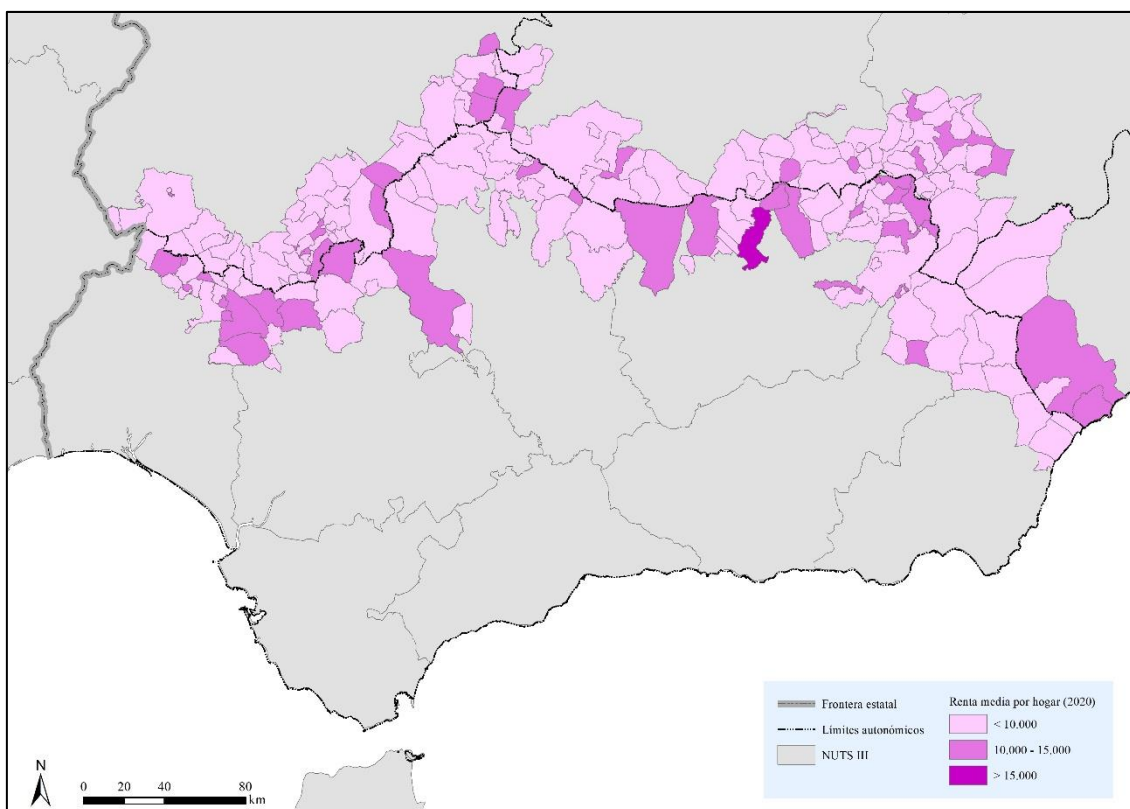 N
0 20 40 80
km
Frontera estatal
Límites autonómicos
NUTS III
Renta media por hogar (2020)
< 10.000
10.000 - 15.000
> 15.000